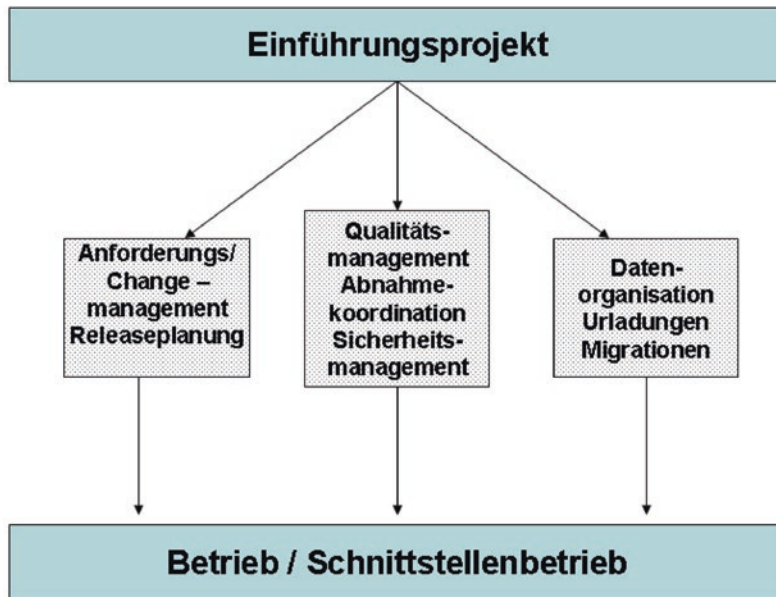 Einführungsprojekt
Anforderungs/
Change –
management
Releaseplanung
Qualitäts-
management
Abnahme-
koordination
Sicherheits-
management
Daten-
organisation
Urladungen
Migrationen
Betrieb / Schnittstellenbetrieb